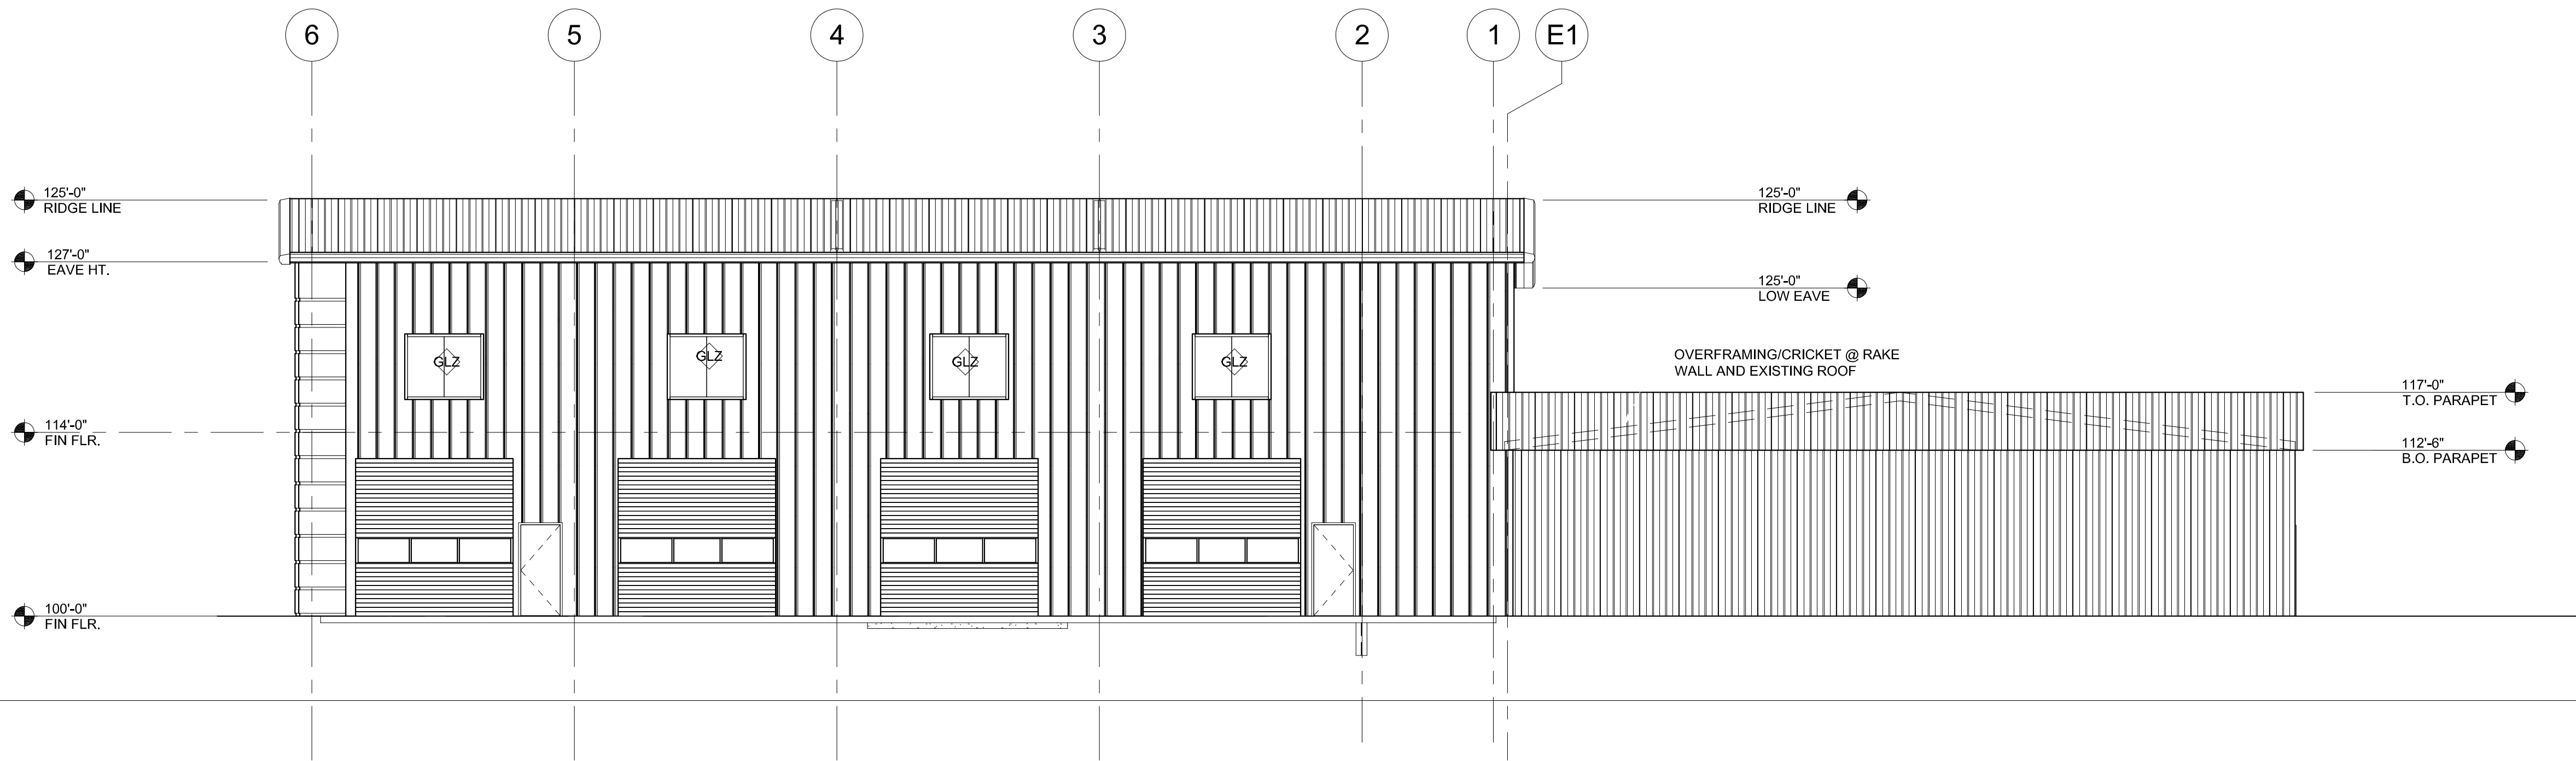 6 5 4 3 2 1 E1
125'-0"
RIDGE LINE
125'-0"
RIDGE LINE
127'-0"
EAVE HT.
125'-0"
LOW EAVE
GLZ GLZ GLZ GLZ
OVERFRAMING/CRICKET @ RAKE
WALL AND EXISTING ROOF
117'-0"
T.O. PARAPET
114'-0"
FIN FLR.
112'-6"
B.O. PARAPET
100'-0"
FIN FLR.